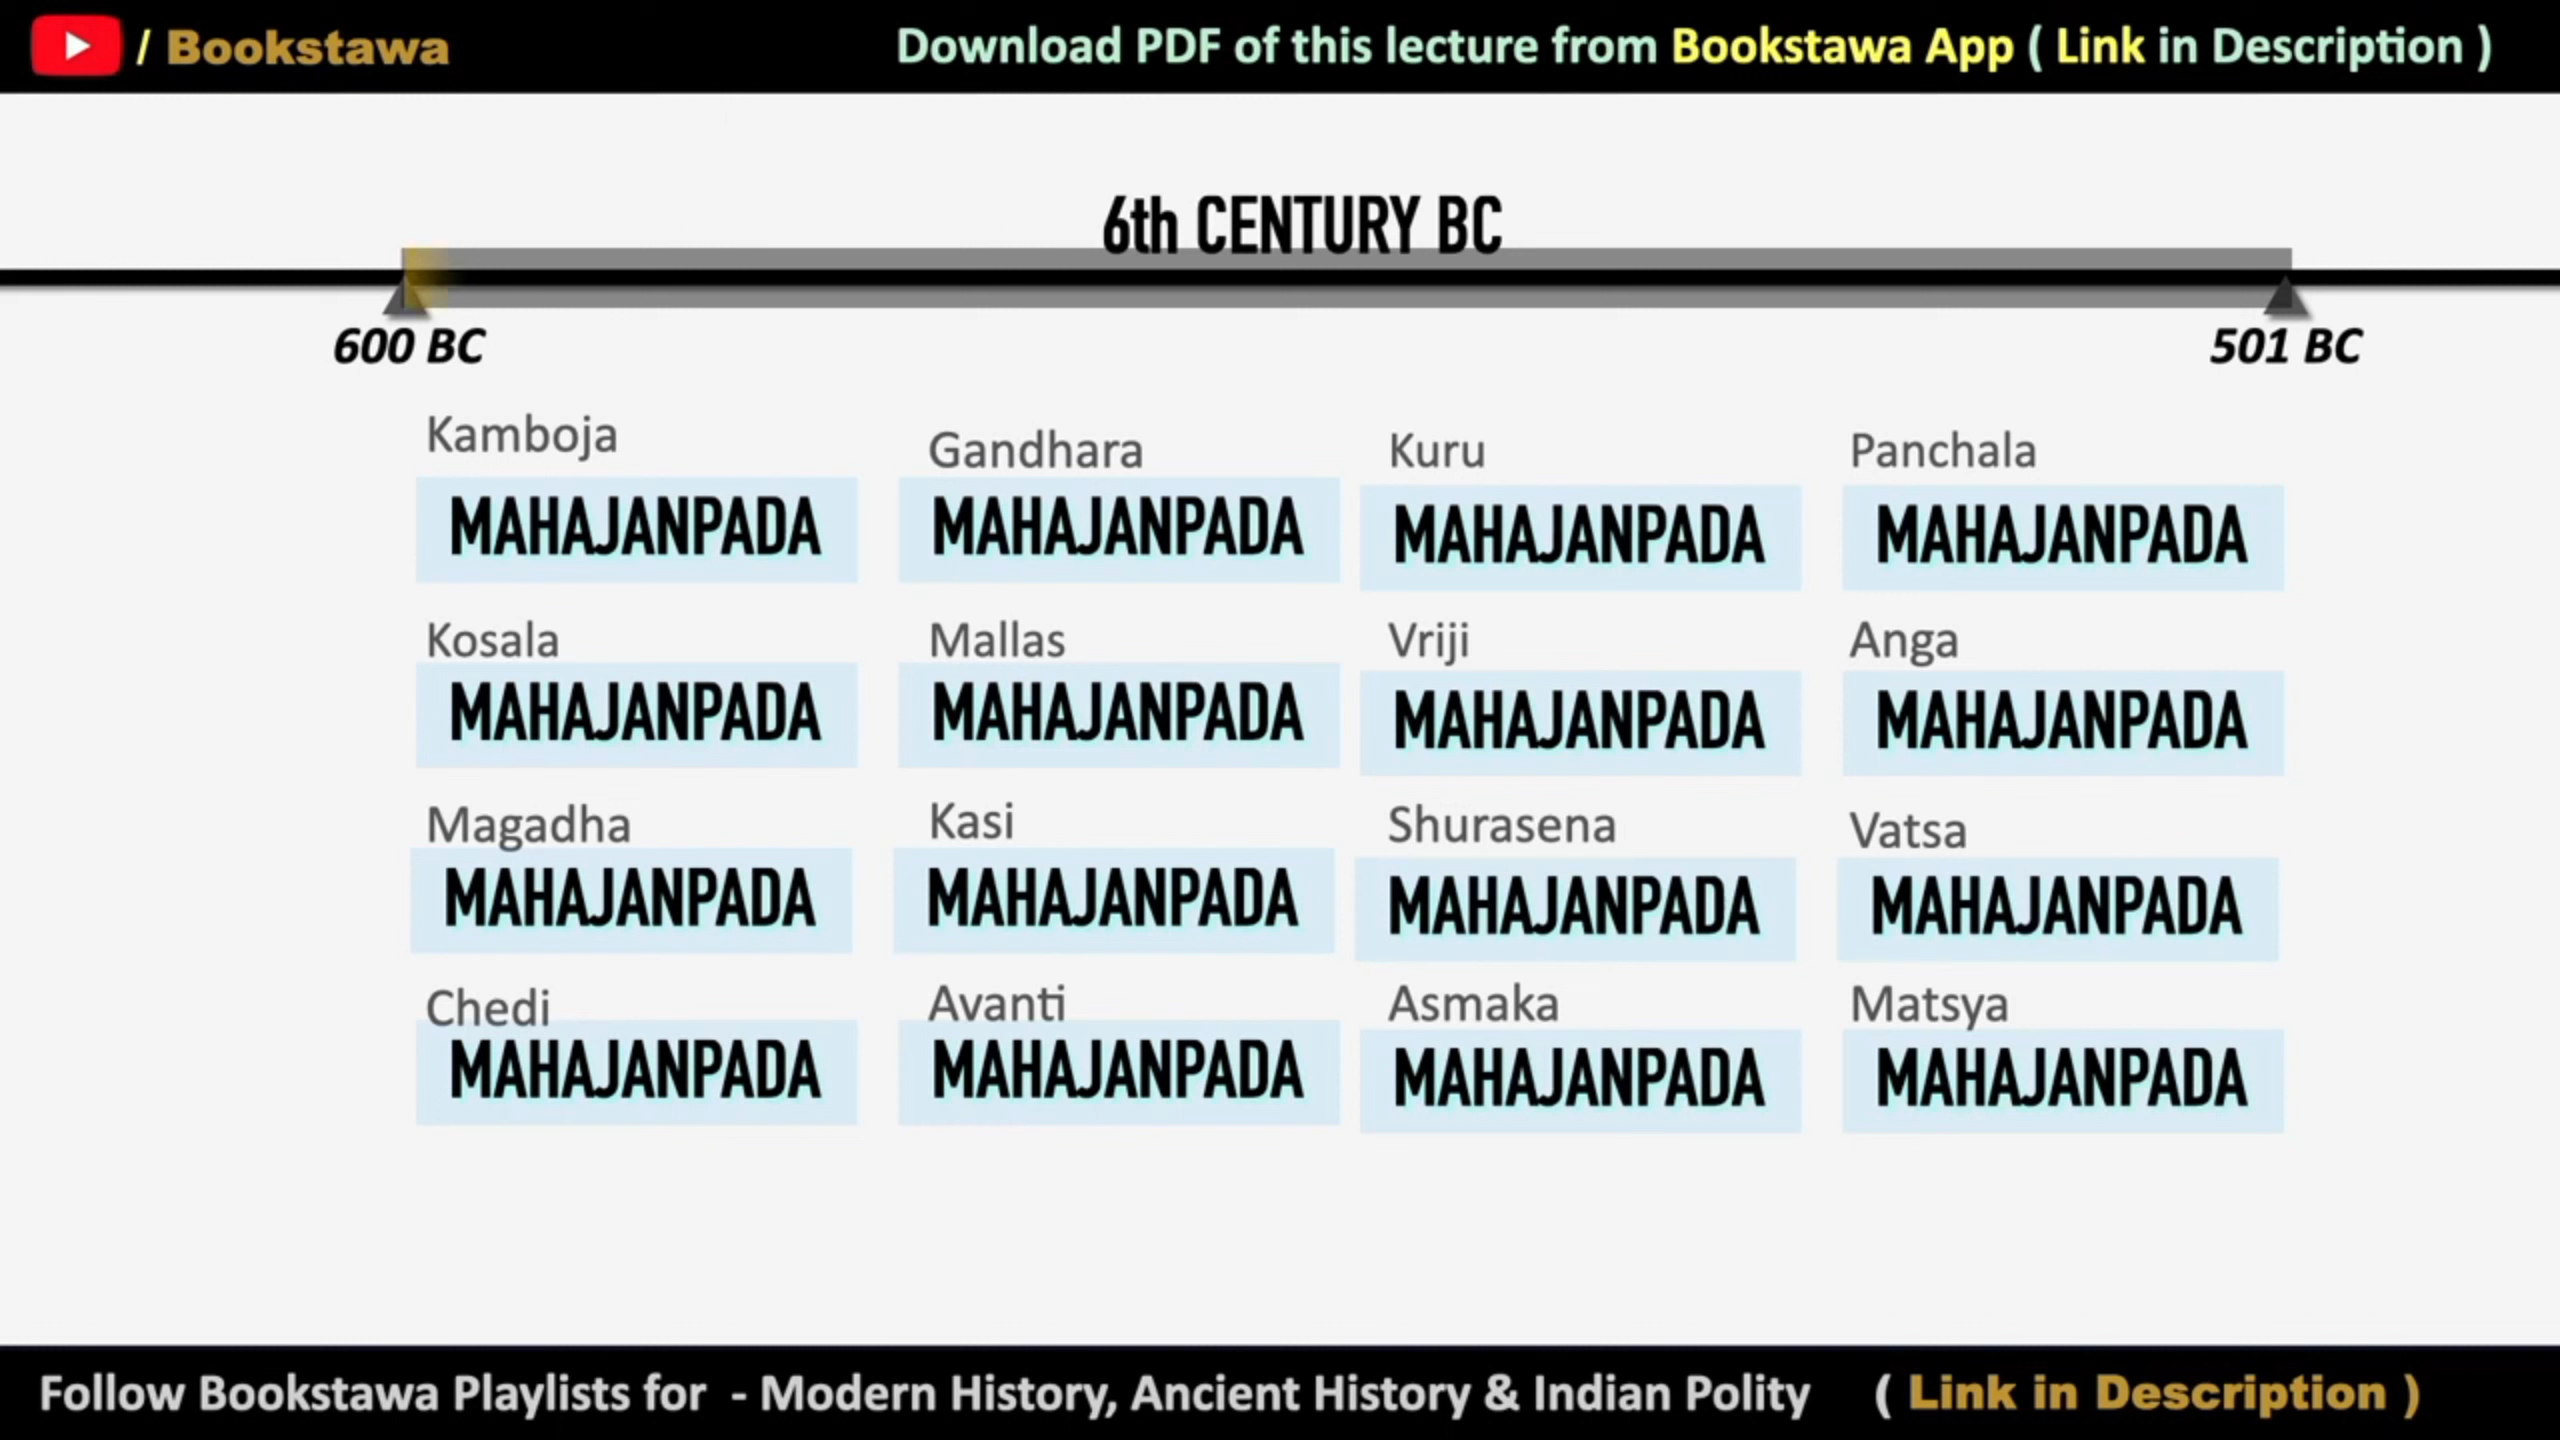 / Bookstawa
Download PDF of this lecture from Bookstawa App ( Link in Description )
6th CENTURY BC
600 BC 501 BC
Kamboja Gandhara Kuru Panchala
MAHAJANPADA MAHAJANPADA MAHAJANPADA MAHAJANPADA
Kosala Mallas Vriji Anga
MAHAJANPADA MAHAJANPADA MAHAJANPADA MAHAJANPADA
Magadha Kasi Shurasena Vatsa
MAHAJANPADA MAHAJANPADA MAHAJANPADA MAHAJANPADA
Chedi Avanti Asmaka Matsya
MAHAJANPADA MAHAJANPADA MAHAJANPADA MAHAJANPADA
Follow Bookstawa Playlists for - Modern History, Ancient History & Indian Polity ( Link in Description )